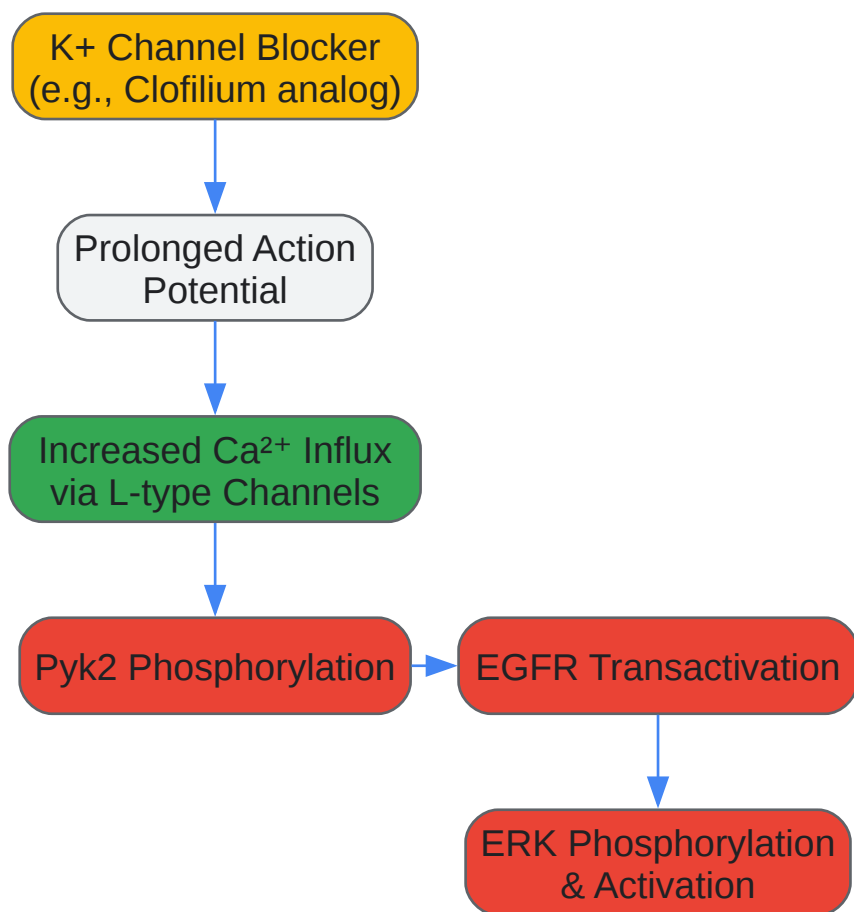 K+ Channel Blocker
(e.g., Clofilium analog)
Prolonged Action
Potential
Increased Ca²⁺ Influx
via L-type Channels
Pyk2 Phosphorylation
EGFR Transactivation
ERK Phosphorylation
& Activation